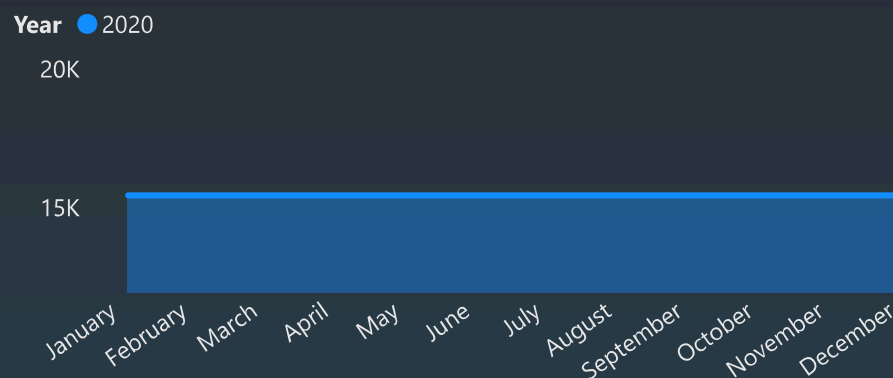 Year 2020
20K
15K
January
February
March
April
May
June
July
August
September
October
November
December